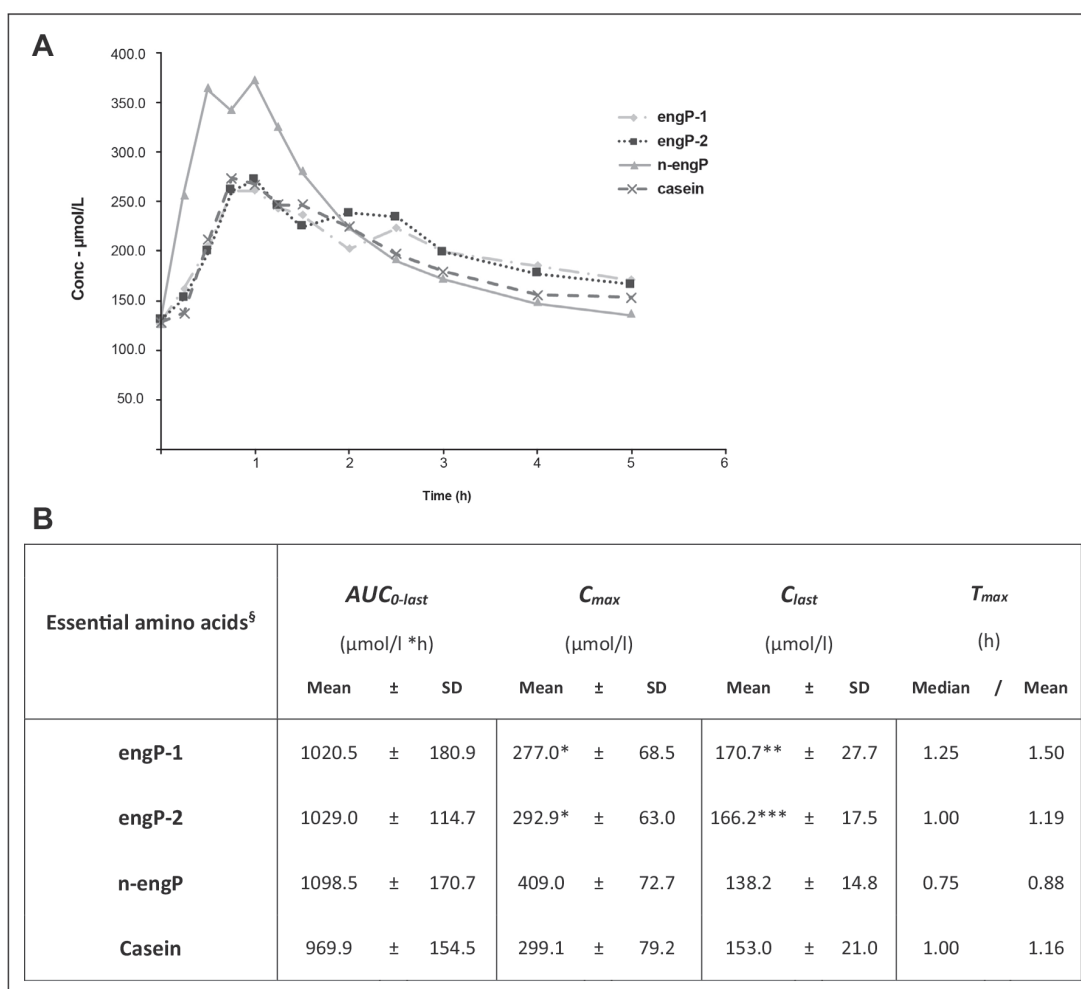 A
400.0
350.0
300.0
250.0
200.0
150.0
100.0
50.0
Conc - µmol/L
1 2 3 4 5 6
Time (h)
engP-1
engP-2
n-engP
casein
B
Essential amino acids§ AUC0-last Cmax Clast Tmax
(µmol/l *h) (µmol/l) (µmol/l) (h)
Mean ± SD Mean ± SD Mean ± SD Median / Mean
engP-1 1020.5 ± 180.9 277.0* ± 68.5 170.7** ± 27.7 1.25 1.50
engP-2 1029.0 ± 114.7 292.9* ± 63.0 166.2*** ± 17.5 1.00 1.19
n-engP 1098.5 ± 170.7 409.0 ± 72.7 138.2 ± 14.8 0.75 0.88
Casein 969.9 ± 154.5 299.1 ± 79.2 153.0 ± 21.0 1.00 1.16